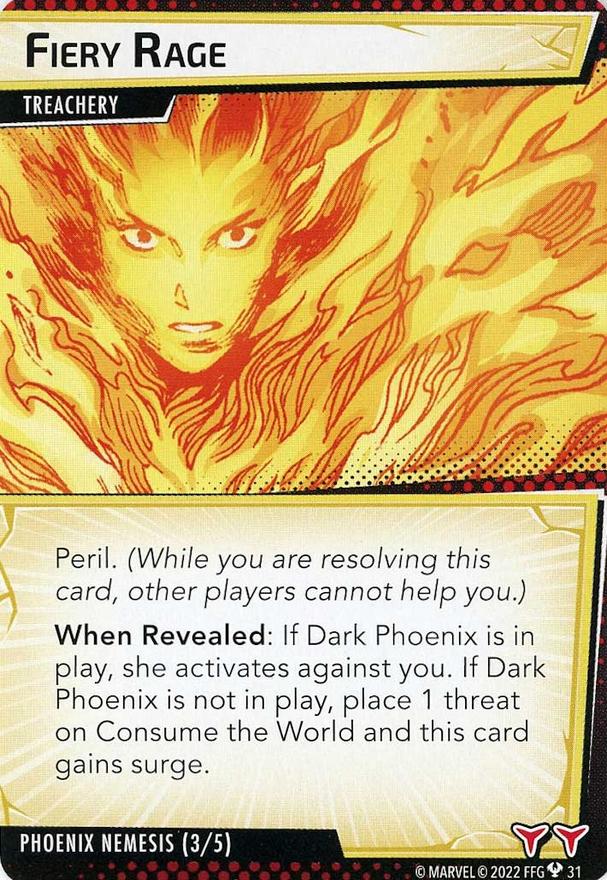 Fiery Rage
TREACHERY
Peril. (While you are resolving this
card, other players cannot help you.)
When Revealed: If Dark Phoenix is in
play, she activates against you. If Dark
Phoenix is not in play, place 1 threat
on Consume the World and this card
gains surge.
PHOENIX NEMESIS (3/5)
© MARVEL © 2022 FFG 31